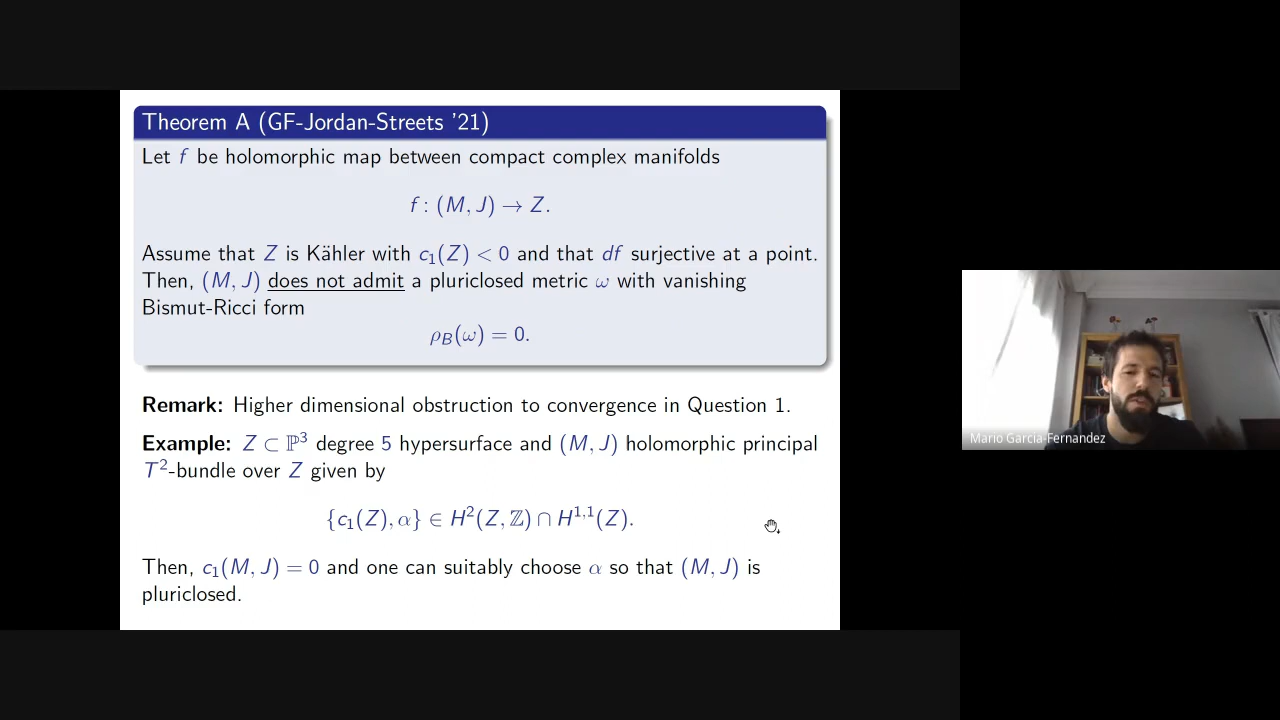 Theorem A (GF-Jordan-Streets '21)
Let f be holomorphic map between compact complex manifolds
f : (M, J) → Z.
Assume that Z is Kähler with c₁(Z) < 0 and that df surjective at a point.
Then, (M, J) does not admit a pluriclosed metric ω with vanishing
Bismut-Ricci form
ρ_B(ω) = 0.
Remark: Higher dimensional obstruction to convergence in Question 1.
Example: Z ⊂ ℙ³ degree 5 hypersurface and (M, J) holomorphic principal
T²-bundle over Z given by
{c₁(Z), α} ∈ H²(Z, ℤ) ∩ H¹,¹(Z).
Then, c₁(M, J) = 0 and one can suitably choose α so that (M, J) is
pluriclosed.
Mario Garcia-Fernandez